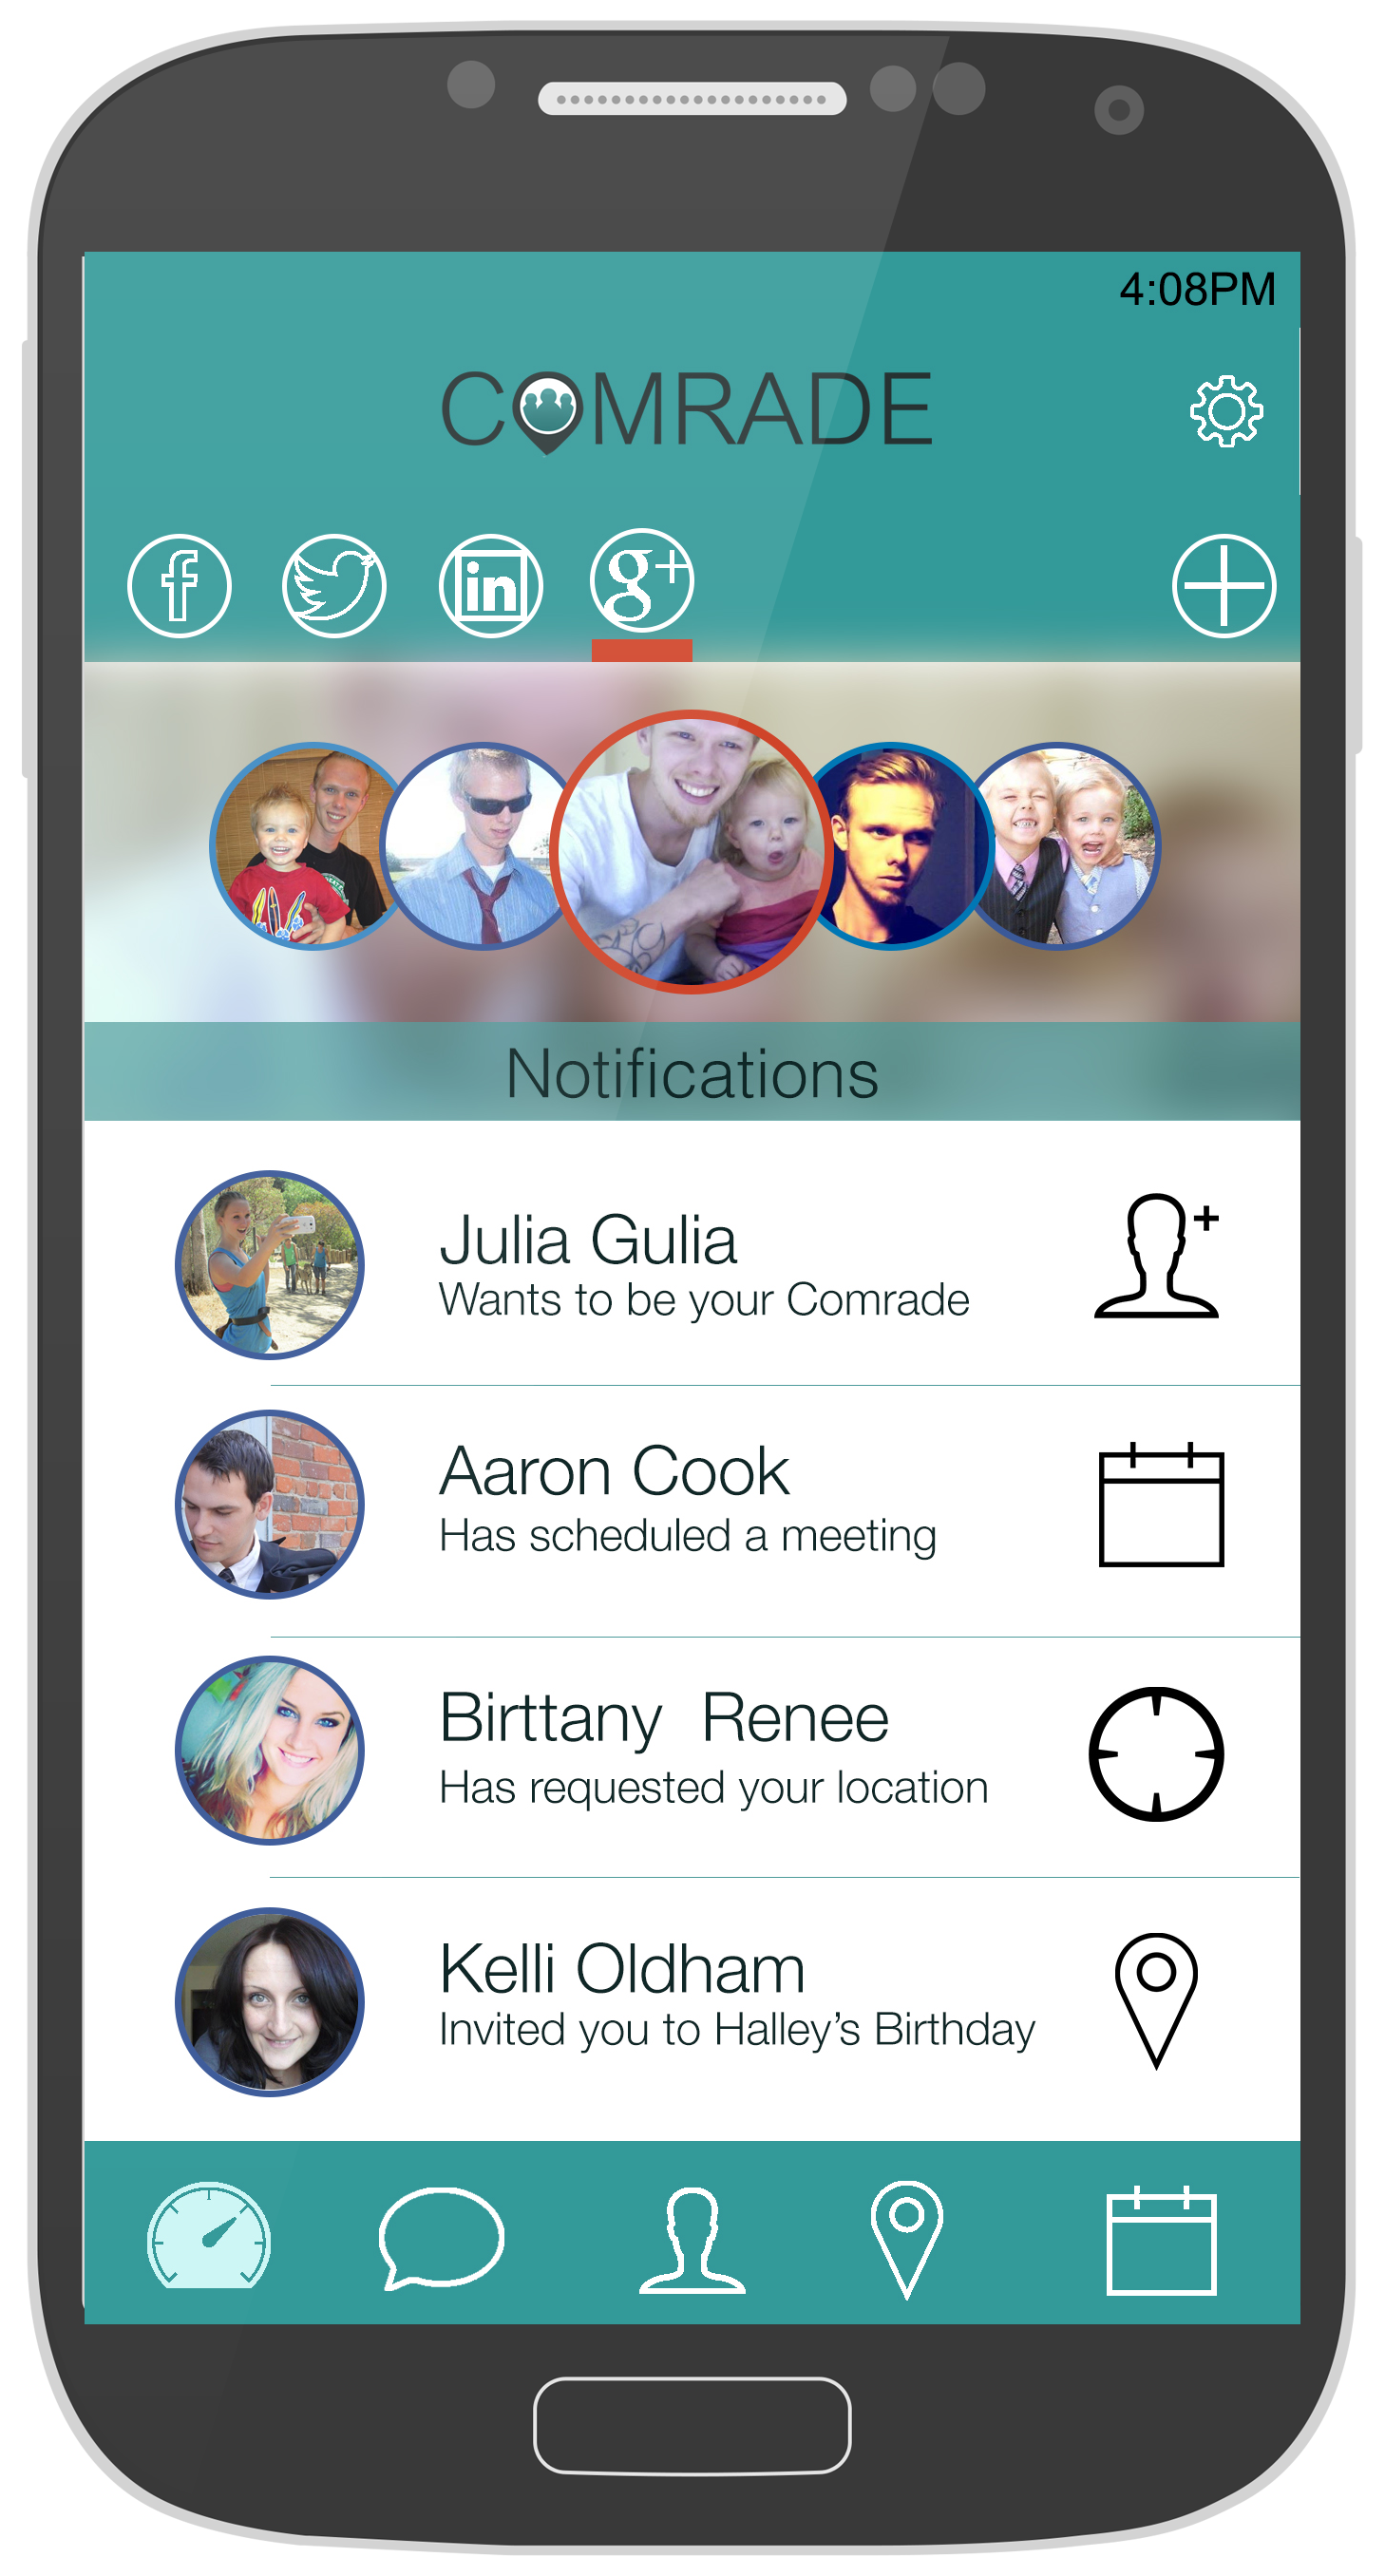 4:08PM
COMRADE
f in g+
Notifications
Julia Gulia
Wants to be your Comrade
Aaron Cook
Has scheduled a meeting
Birttany Renee
Has requested your location
Kelli Oldham
Invited you to Halley’s Birthday